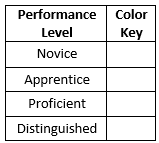 Performance Color
Level Key
Novice
Apprentice
Proficient
Distinguished